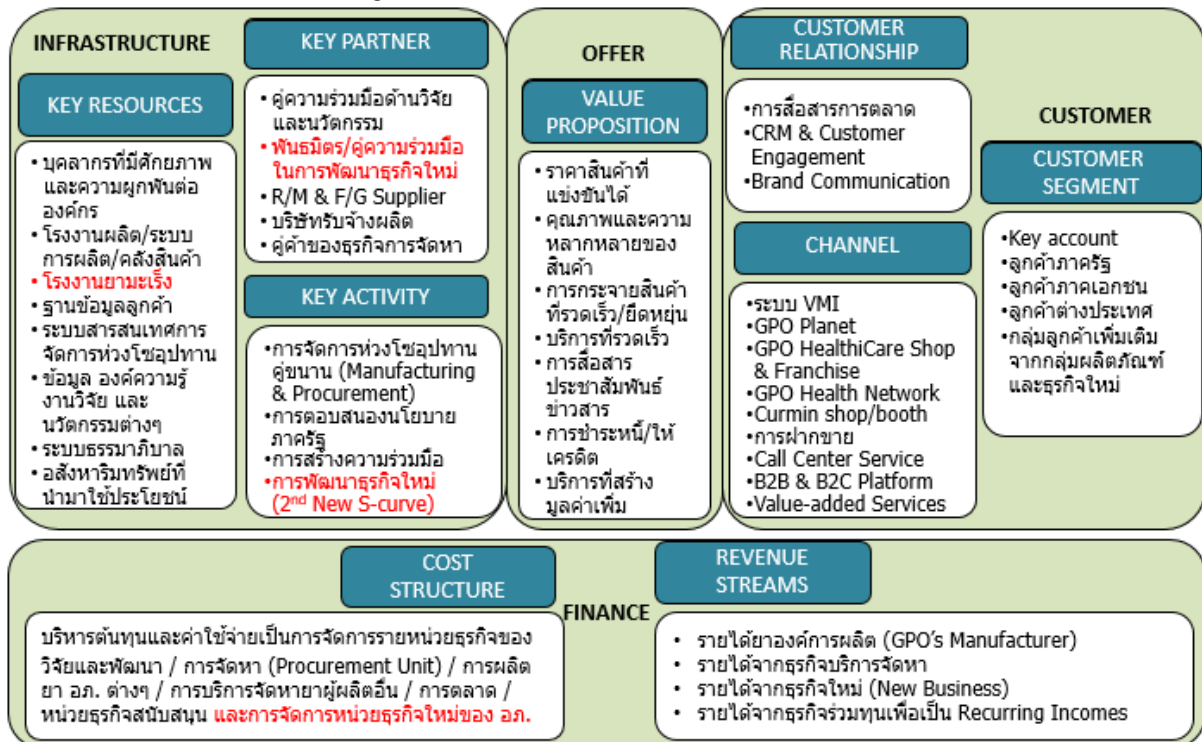 INFRASTRUCTURE
KEY RESOURCES
• บุคลากรที่มีศักยภาพ
และความผูกพันต่อ
องค์กร
• โรงงานผลิต/ระบบ
การผลิต/คลังสินค้า
• โรงงานยามะเร็ง
• ฐานข้อมูลลูกค้า
• ระบบสารสนเทศการ
จัดการห่วงโซ่อุปทาน
• ข้อมูล องค์ความรู้
งานวิจัย และ
นวัตกรรมต่างๆ
• ระบบธรรมาภิบาล
• อสังหาริมทรัพย์ที่
นำมาใช้ประโยชน์
KEY PARTNER
• คู่ความร่วมมือด้านวิจัย
และนวัตกรรม
• พันธมิตร/คู่ความร่วมมือ
ในการพัฒนาธุรกิจใหม่
• R/M & F/G Supplier
• บริษัทรับจ้างผลิต
• คู่ค้าของธุรกิจการจัดหา
KEY ACTIVITY
•การจัดการห่วงโซ่อุปทาน
คู่ขนาน (Manufacturing
& Procurement)
•การตอบสนองนโยบาย
ภาครัฐ
•การสร้างความร่วมมือ
•การพัฒนาธุรกิจใหม่
(2nd New S-curve)
OFFER
VALUE
PROPOSITION
• ราคาสินค้าที่
แข่งขันได้
• คุณภาพและความ
หลากหลายของ
สินค้า
• การกระจายสินค้า
ที่รวดเร็ว/ยืดหยุ่น
• บริการที่รวดเร็ว
• การสื่อสาร
ประชาสัมพันธ์
ข่าวสาร
• การชำระหนี้/ให้
เครดิต
• บริการที่สร้าง
มูลค่าเพิ่ม
CUSTOMER
RELATIONSHIP
•การสื่อสารการตลาด
•CRM & Customer
Engagement
•Brand Communication
CHANNEL
•ระบบ VMI
•GPO Planet
•GPO HealthiCare Shop
& Franchise
•GPO Health Network
•Curmin shop/booth
•การฝากขาย
•Call Center Service
•B2B & B2C Platform
•Value-added Services
CUSTOMER
CUSTOMER
SEGMENT
•Key account
•ลูกค้าภาครัฐ
•ลูกค้าภาคเอกชน
•ลูกค้าต่างประเทศ
•กลุ่มลูกค้าเพิ่มเติม
จากกลุ่มผลิตภัณฑ์
และธุรกิจใหม่
COST
STRUCTURE
บริหารต้นทุนและค่าใช้จ่ายเป็นการจัดการรายหน่วยธุรกิจของ
วิจัยและพัฒนา / การจัดหา (Procurement Unit) / การผลิต
ยา อภ. ต่างๆ / การบริการจัดหายาผู้ผลิตอื่น / การตลาด /
หน่วยธุรกิจสนับสนุน และการจัดการหน่วยธุรกิจใหม่ของ อภ.
FINANCE
REVENUE
STREAMS
• รายได้ยาองค์การผลิต (GPO’s Manufacturer)
• รายได้จากธุรกิจบริการจัดหา
• รายได้จากธุรกิจใหม่ (New Business)
• รายได้จากธุรกิจร่วมทุนเพื่อเป็น Recurring Incomes